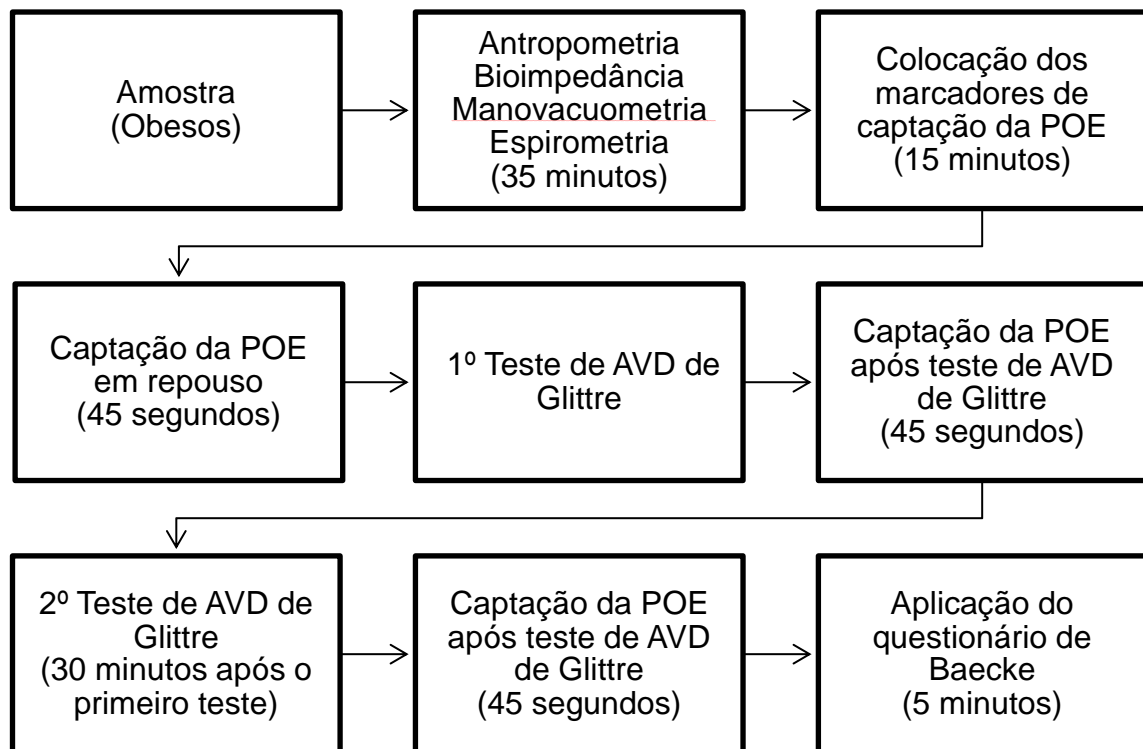 Amostra
(Obesos)
Antropometria
Bioimpedância
Manovacuometria
Espirometria
(35 minutos)
Colocação dos
marcadores de
captação da POE
(15 minutos)
Captação da POE
em repouso
(45 segundos)
1º Teste de AVD de
Glittre
Captação da POE
após teste de AVD
de Glittre
(45 segundos)
2º Teste de AVD de
Glittre
(30 minutos após o
primeiro teste)
Captação da POE
após teste de AVD
de Glittre
(45 segundos)
Aplicação do
questionário de
Baecke
(5 minutos)